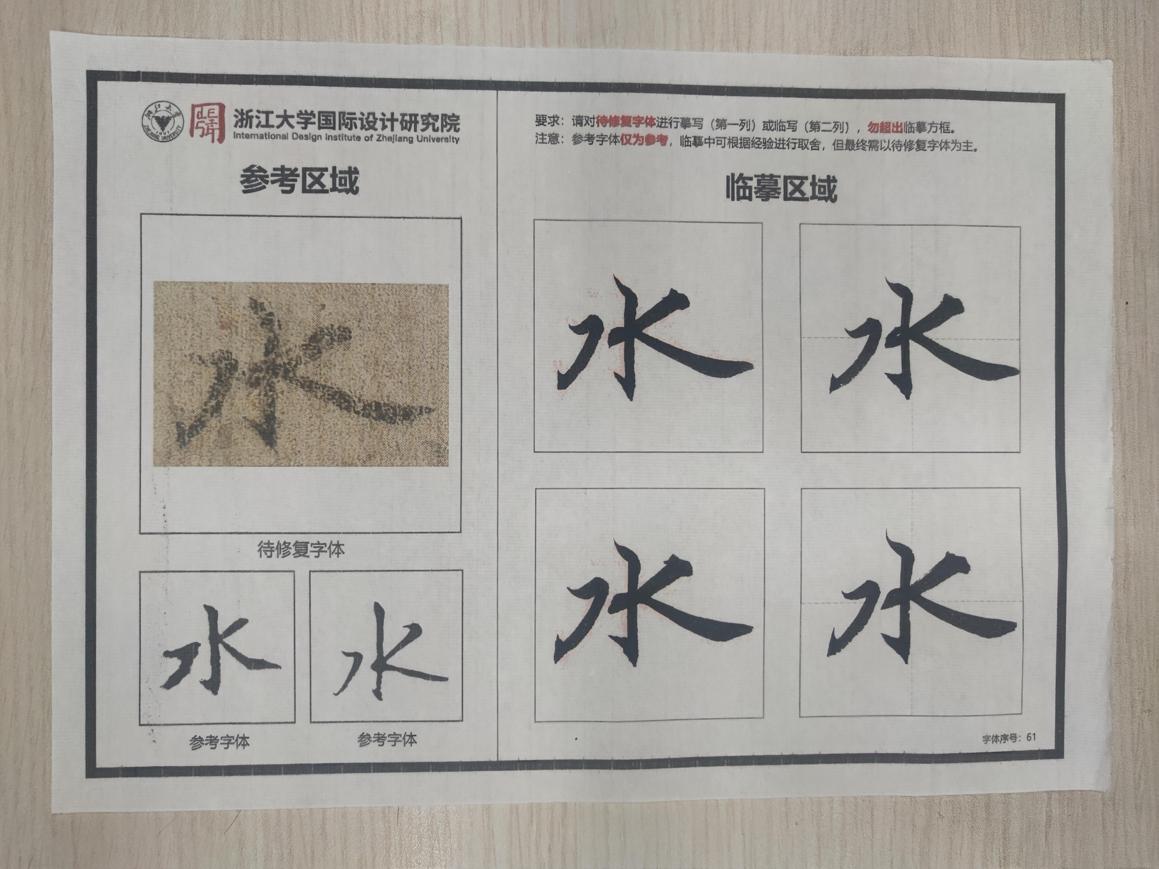 浙江大学国际设计研究院
International Design Institute of Zhejiang University
参考区域
水
待修复字体
水
水
参考字体
参考字体
要求：请对待修复字体进行摹写（第一列）或临写（第二列），勿超出临摹方框。
注意：参考字体仅为参考，临摹中可根据经验进行取舍，但最终需以待修复字体为主。
临摹区域
水
水
水
水
字体序号：61